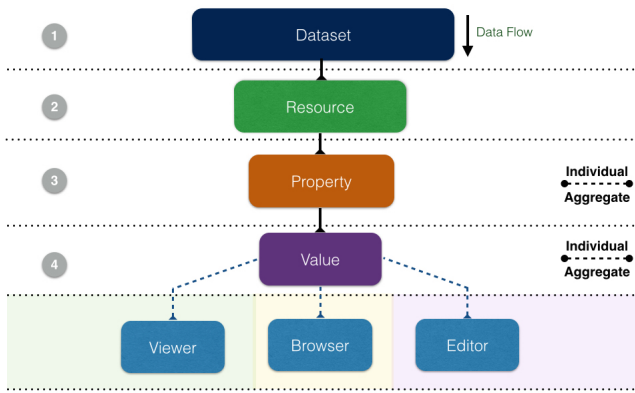 1
Dataset
Data Flow
2
Resource
3
Property
Individual
Aggregate
4
Value
Individual
Aggregate
Viewer
Browser
Editor